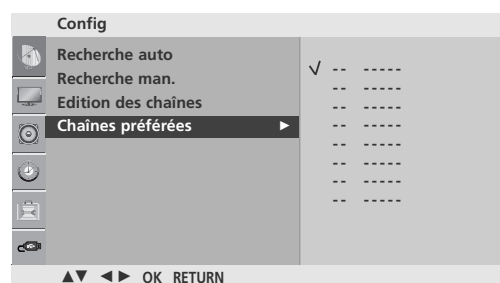 Config
Recherche auto
Recherche man.
Edition des chaînes
Chaînes préférées ►
√ -- -----
-- -----
-- -----
-- -----
-- -----
-- -----
-- -----
-- -----
▲▼ ◄► OK RETURN